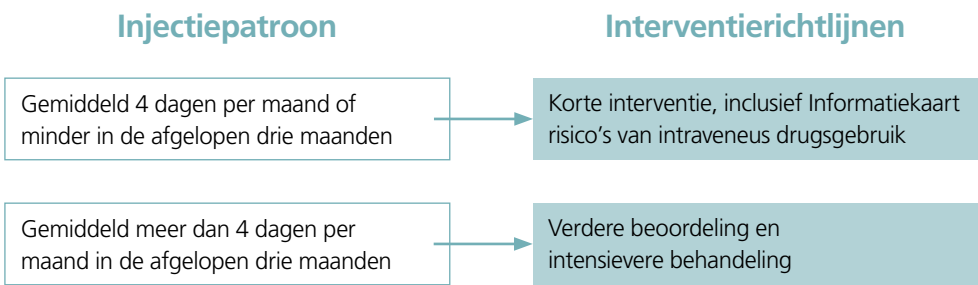 Injectiepatroon
Interventierichtlijnen
Gemiddeld 4 dagen per maand of
minder in de afgelopen drie maanden
Korte interventie, inclusief Informatiekaart
risico’s van intraveneus drugsgebruik
Gemiddeld meer dan 4 dagen per
maand in de afgelopen drie maanden
Verdere beoordeling en
intensievere behandeling